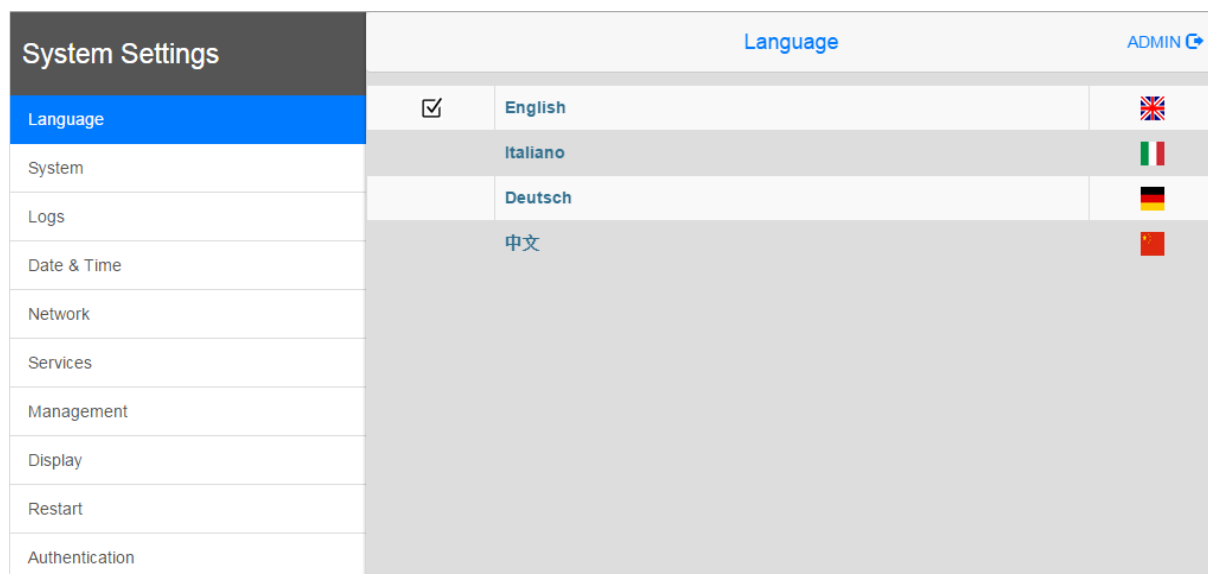 System Settings
Language
System
Logs
Date & Time
Network
Services
Management
Display
Restart
Authentication
Language
ADMIN
English
Italiano
Deutsch
中文